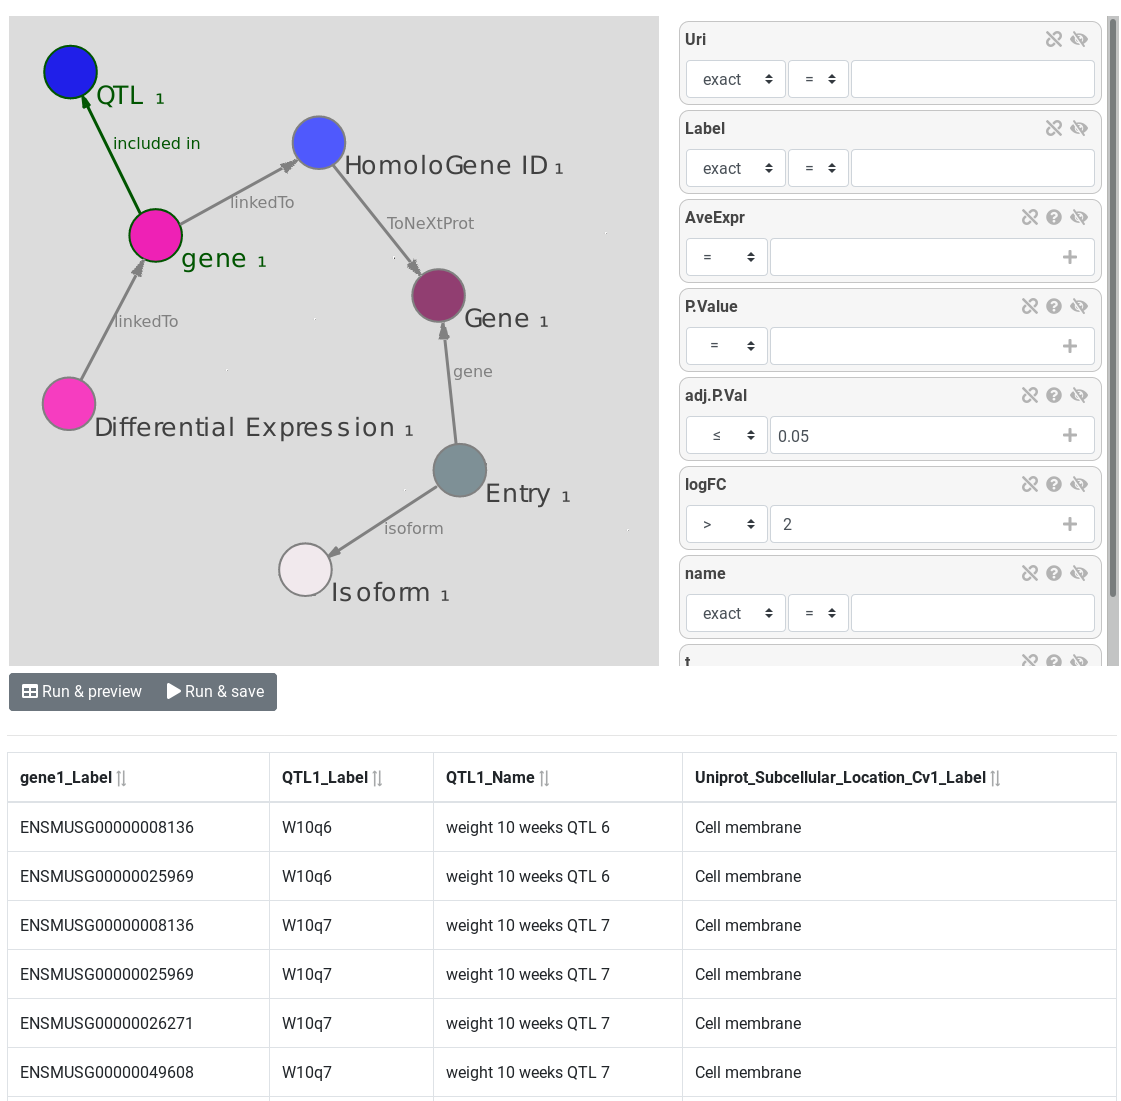 QTL 1
included in
HomoloGene ID 1
linkedTo
ToNeXtProt
gene 1
Gene 1
linkedTo
gene
Differential Expression 1
Entry 1
isoform
Isoform 1
Uri
exact = 
Label
exact = 
AveExpr
= +
P.Value
= +
adj.P.Val
≤ 0.05 +
logFC
> 2 +
name
exact =
t
Run & preview Run & save
gene1_Label QTL1_Label QTL1_Name Uniprot_Subcellular_Location_Cv1_Label
ENSMUSG00000008136 W10q6 weight 10 weeks QTL 6 Cell membrane
ENSMUSG00000025969 W10q6 weight 10 weeks QTL 6 Cell membrane
ENSMUSG00000008136 W10q7 weight 10 weeks QTL 7 Cell membrane
ENSMUSG00000025969 W10q7 weight 10 weeks QTL 7 Cell membrane
ENSMUSG00000026271 W10q7 weight 10 weeks QTL 7 Cell membrane
ENSMUSG00000049608 W10q7 weight 10 weeks QTL 7 Cell membrane